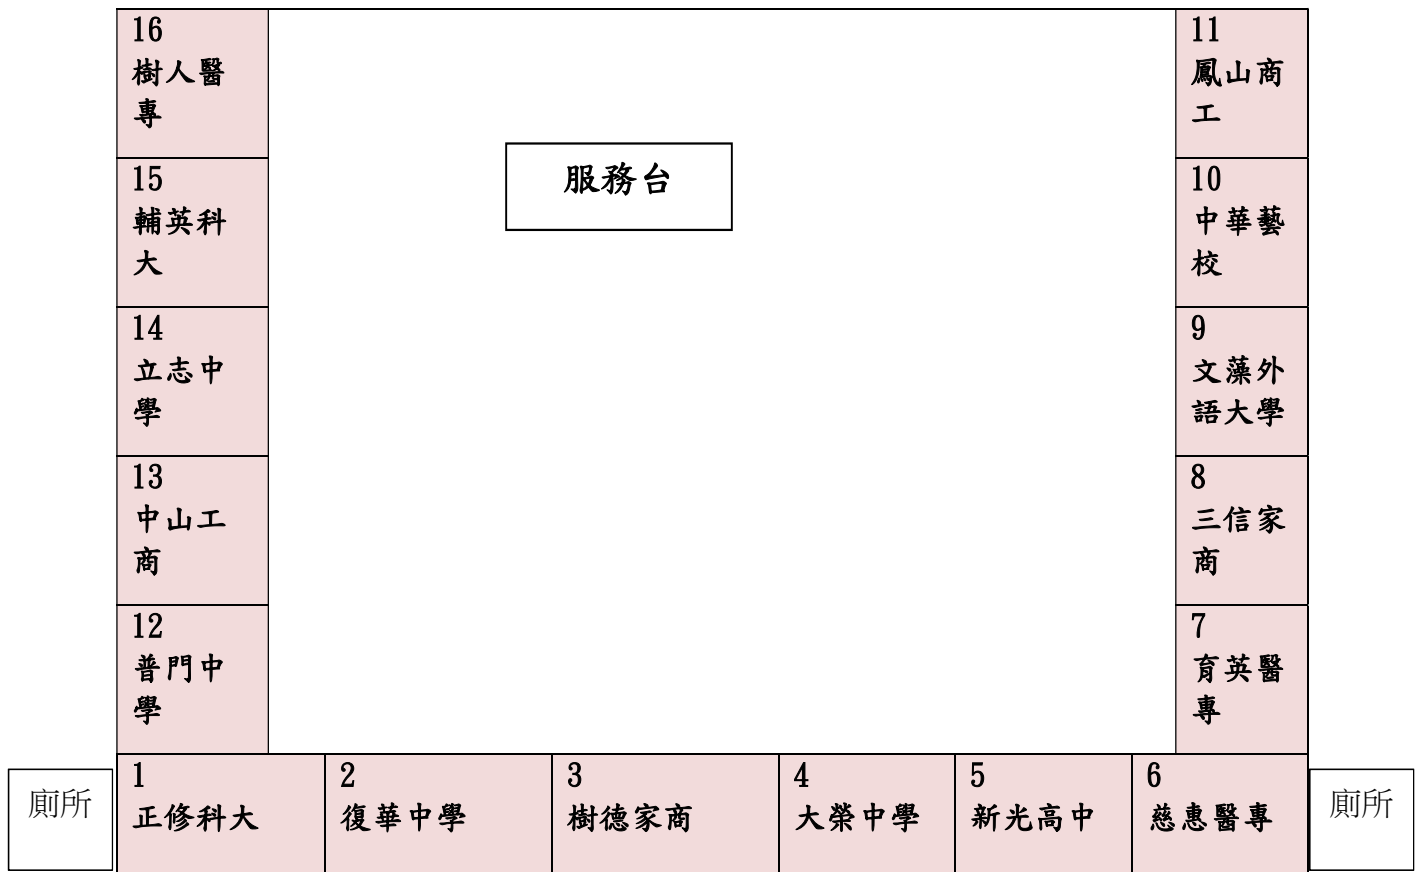 16
樹人醫
專
11
鳳山商
工
服務台
15
輔英科
大
10
中華藝
校
14
立志中
學
9
文藻外
語大學
13
中山工
商
8
三信家
商
12
普門中
學
7
育英醫
專
廁所
1
正修科大
2
復華中學
3
樹德家商
4
大榮中學
5
新光高中
6
慈惠醫專
廁所